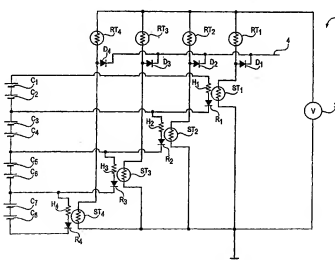 RT4 RT3 RT2 RT1
4
D4 D3 D2 D1
C1
C2
H1 ST1
R1
C3
C4
H2 ST2
R2
V
C5
C6
H3 ST3
R3
C7
C8
H4 ST4
R4